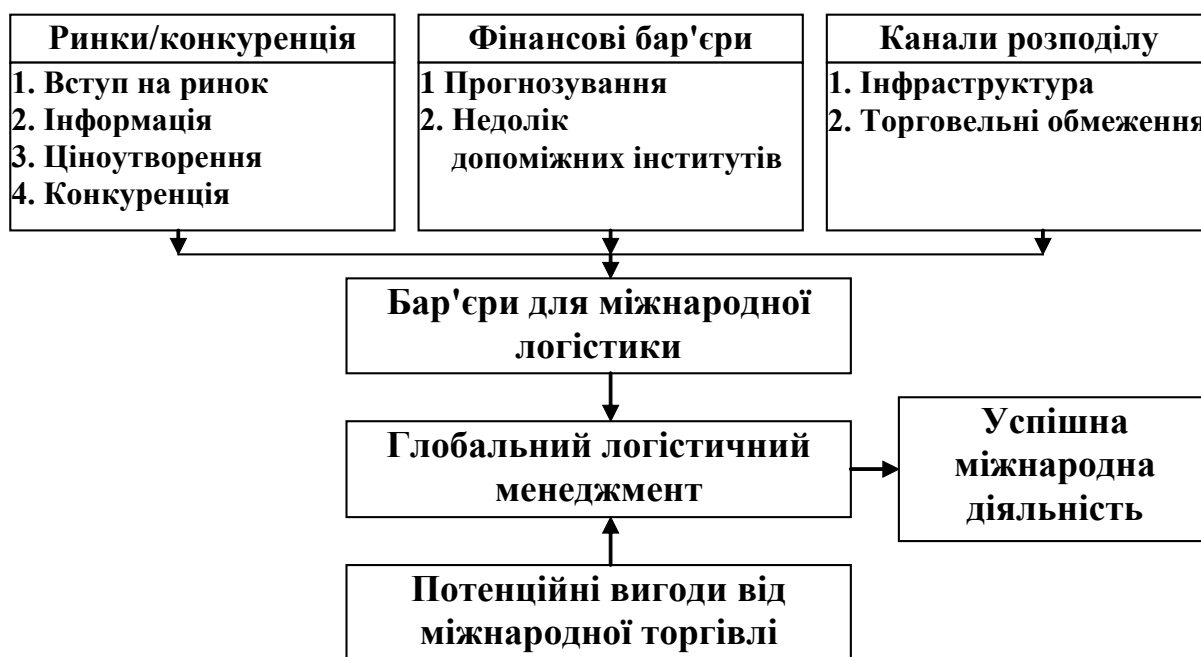 Ринки/конкуренція
1. Вступ на ринок
2. Інформація
3. Ціноутворення
4. Конкуренція
Фінансові бар'єри
1 Прогнозування
2. Недолік
допоміжних інститутів
Канали розподілу
1. Інфраструктура
2. Торговельні обмеження
Бар'єри для міжнародної
логістики
Глобальний логістичний
менеджмент
Успішна
міжнародна
діяльність
Потенційні вигоди від
міжнародної торгівлі